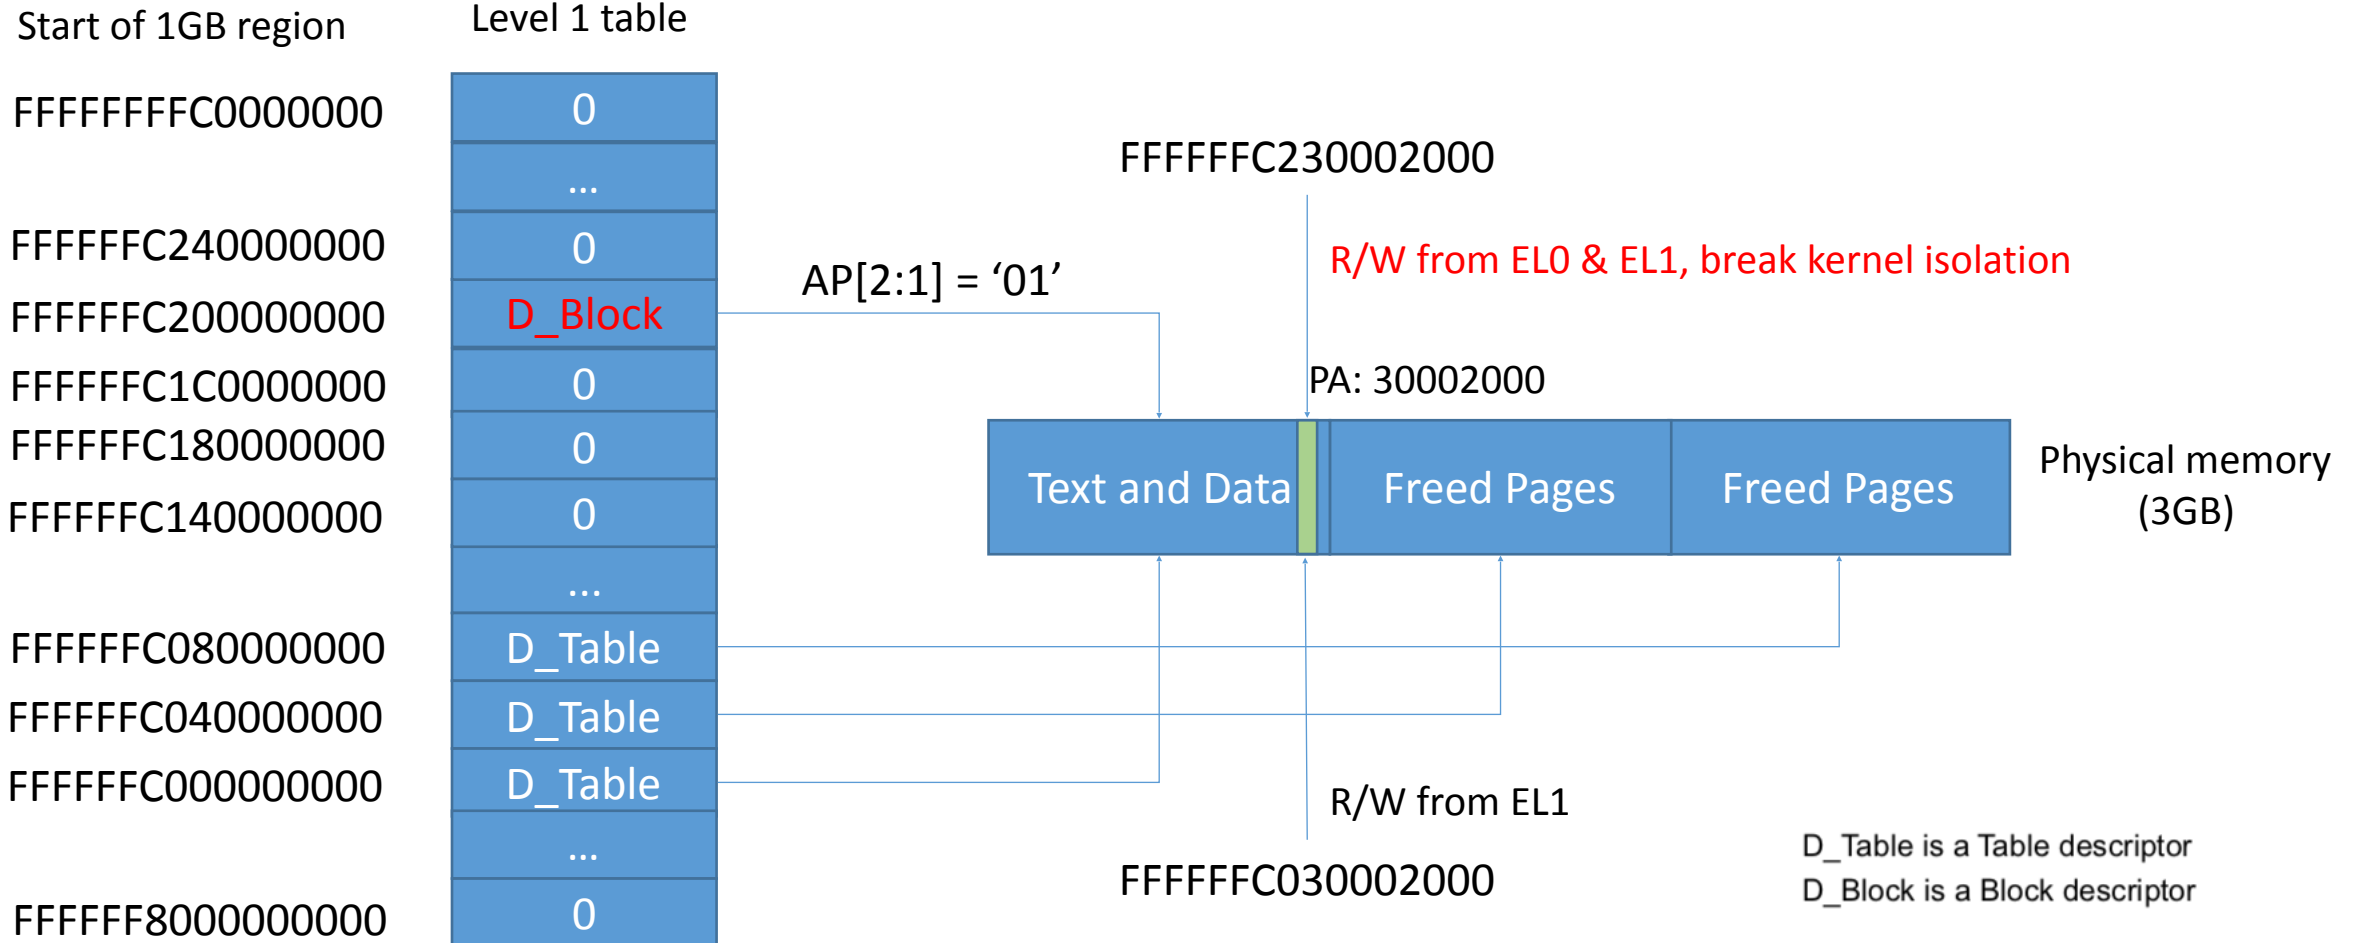 Start of 1GB region
Level 1 table
FFFFFFFFC0000000
0
...
FFFFFFC240000000
0
FFFFFFC200000000
D_Block
FFFFFFC1C0000000
0
FFFFFFC180000000
0
FFFFFFC140000000
0
...
FFFFFFC080000000
D_Table
FFFFFFC040000000
D_Table
FFFFFFC000000000
D_Table
...
FFFFFF8000000000
0
AP[2:1] = ‘01’
FFFFFFC230002000
R/W from EL0 & EL1, break kernel isolation
PA: 30002000
Text and Data
Freed Pages
Freed Pages
Physical memory
(3GB)
R/W from EL1
FFFFFFC030002000
D_Table is a Table descriptor
D_Block is a Block descriptor